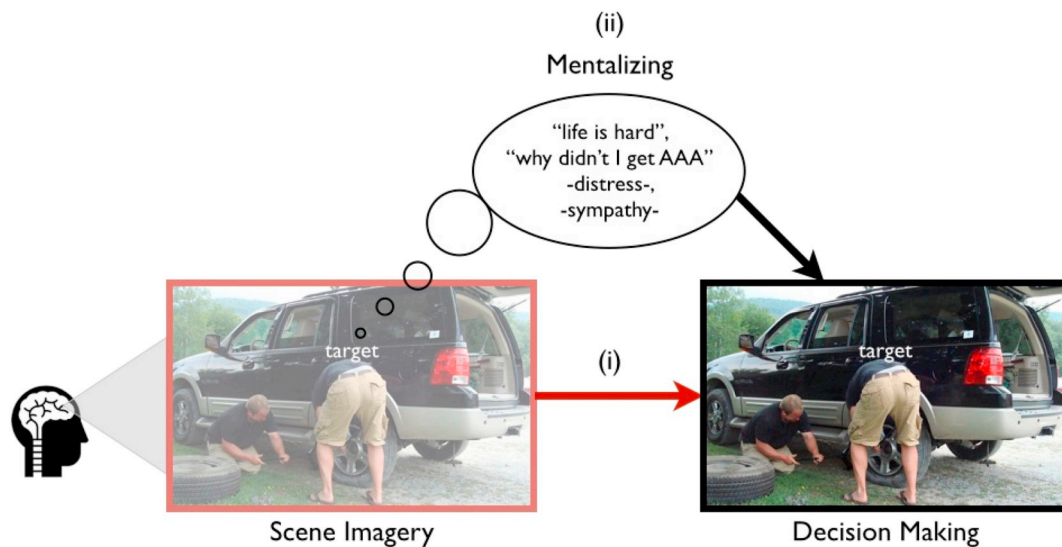 (ii)
Mentalizing
“life is hard”,
“why didn't I get AAA”
-distress-,
-sympathy-
target
(i)
target
Scene Imagery
Decision Making